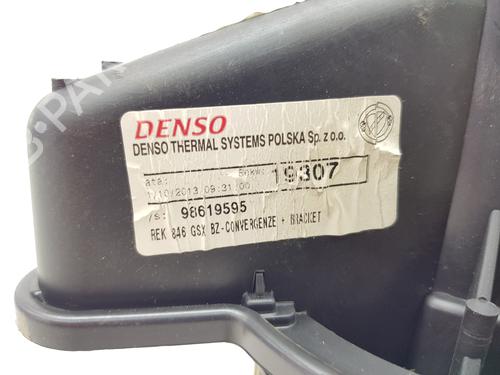 DENSO
DENSO THERMAL SYSTEMS POLSKA Sp. z o.o.
19307
/10/2013 09:31:00
/s: 98619595
REK 846 GSX BZ-CONVERGENZE + BRACKET
B-PARTS